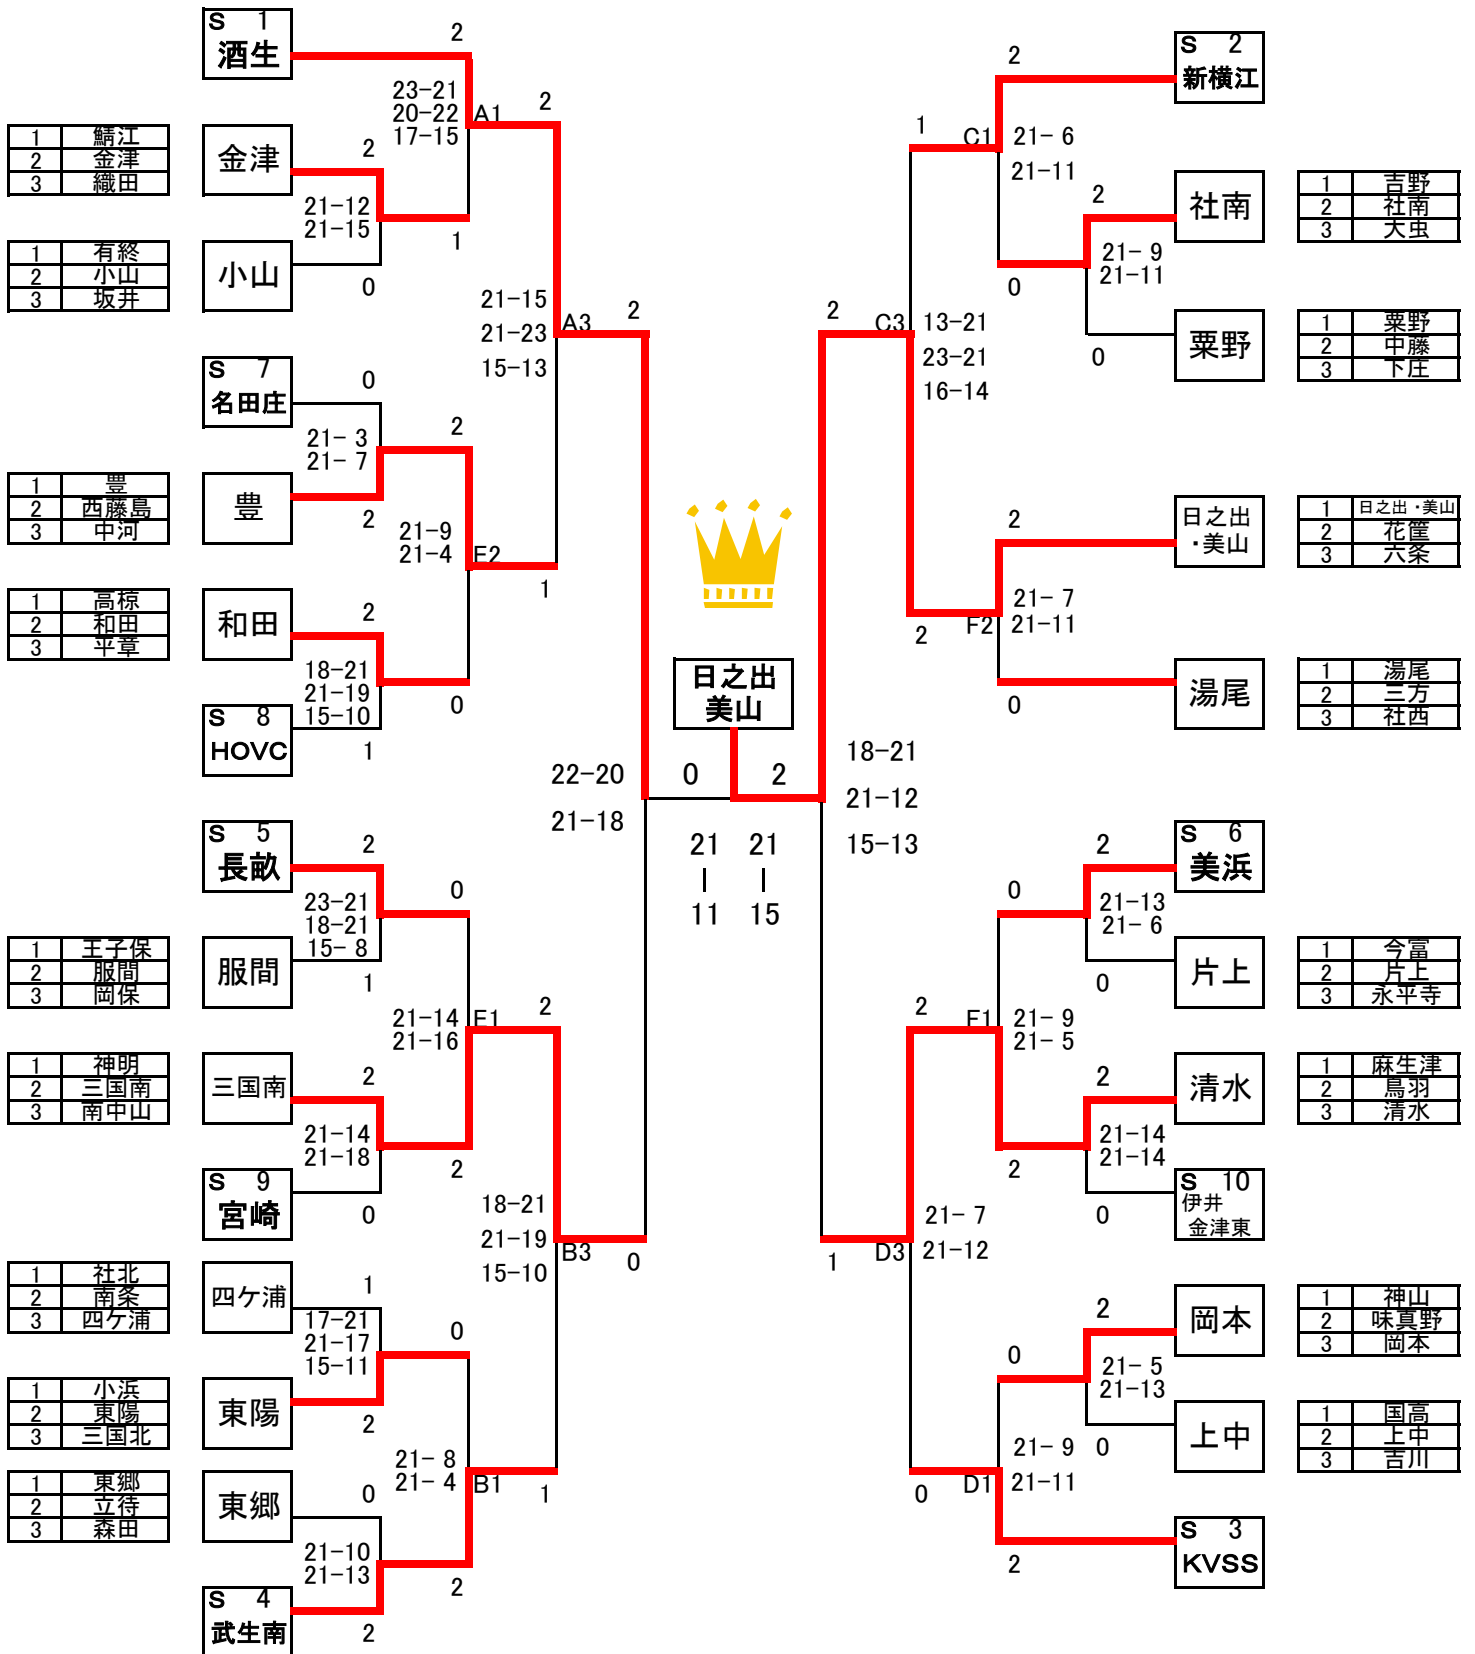 S 1
酒生
2
23-21
20-22
17-15
A1
2
1 鯖江
2 金津
3 織田
金津
2
21-12
21-15
1
1 有終
2 小山
3 坂井
小山
0
21-15
21-23
15-13
A3
2
S 7
名田庄
0
21- 3
21- 7
2
1 豊
2 西藤島
3 中河
豊
2
21-9
21-4
E2
1
1 高椋
2 和田
3 平章
和田
2
18-21
21-19
15-10
0
S 8
HOVC
1
22-20
21-18
S 5
長畝
2
23-21
18-21
15- 8
0
1 王子保
2 服間
3 岡保
服間
1
21-14
21-16
E1
2
1 神明
2 三国南
3 南中山
三国南
2
21-14
21-18
2
S 9
宮崎
0
18-21
21-19
15-10
B3
0
1 社北
2 南条
3 四ケ浦
四ケ浦
1
17-21
21-17
15-11
0
1 小浜
2 東陽
3 三国北
東陽
2
21- 8
21- 4
B1
1
1 東郷
2 立待
3 森田
東郷
0
21-10
21-13
2
S 4
武生南
2
日之出
美山
0 2
21 21
- -
11 15
S 2
新横江
2
1
C1
21- 6
21-11
社南
2
1 吉野
2 社南
3 大虫
21- 9
21-11
0
粟野
0
1 粟野
2 中藤
3 下庄
2
C3
13-21
23-21
16-14
日之出
・美山
2
1 日之出・美山
2 花筐
3 六条
21- 7
21-11
F2
2
湯尾
0
1 湯尾
2 三方
3 社西
18-21
21-12
15-13
S 6
美浜
2
0
21-13
21- 6
片上
0
1 今富
2 片上
3 永平寺
2
F1
21- 9
21- 5
清水
2
1 麻生津
2 鳥羽
3 清水
21-14
21-14
2
S 10
伊井
金津東
0
1
D3
21- 7
21-12
岡本
2
1 神山
2 味真野
3 岡本
0
21- 5
21-13
上中
0
1 国高
2 上中
3 吉川
21- 9
21-11
D1
0
S 3
KVSS
2